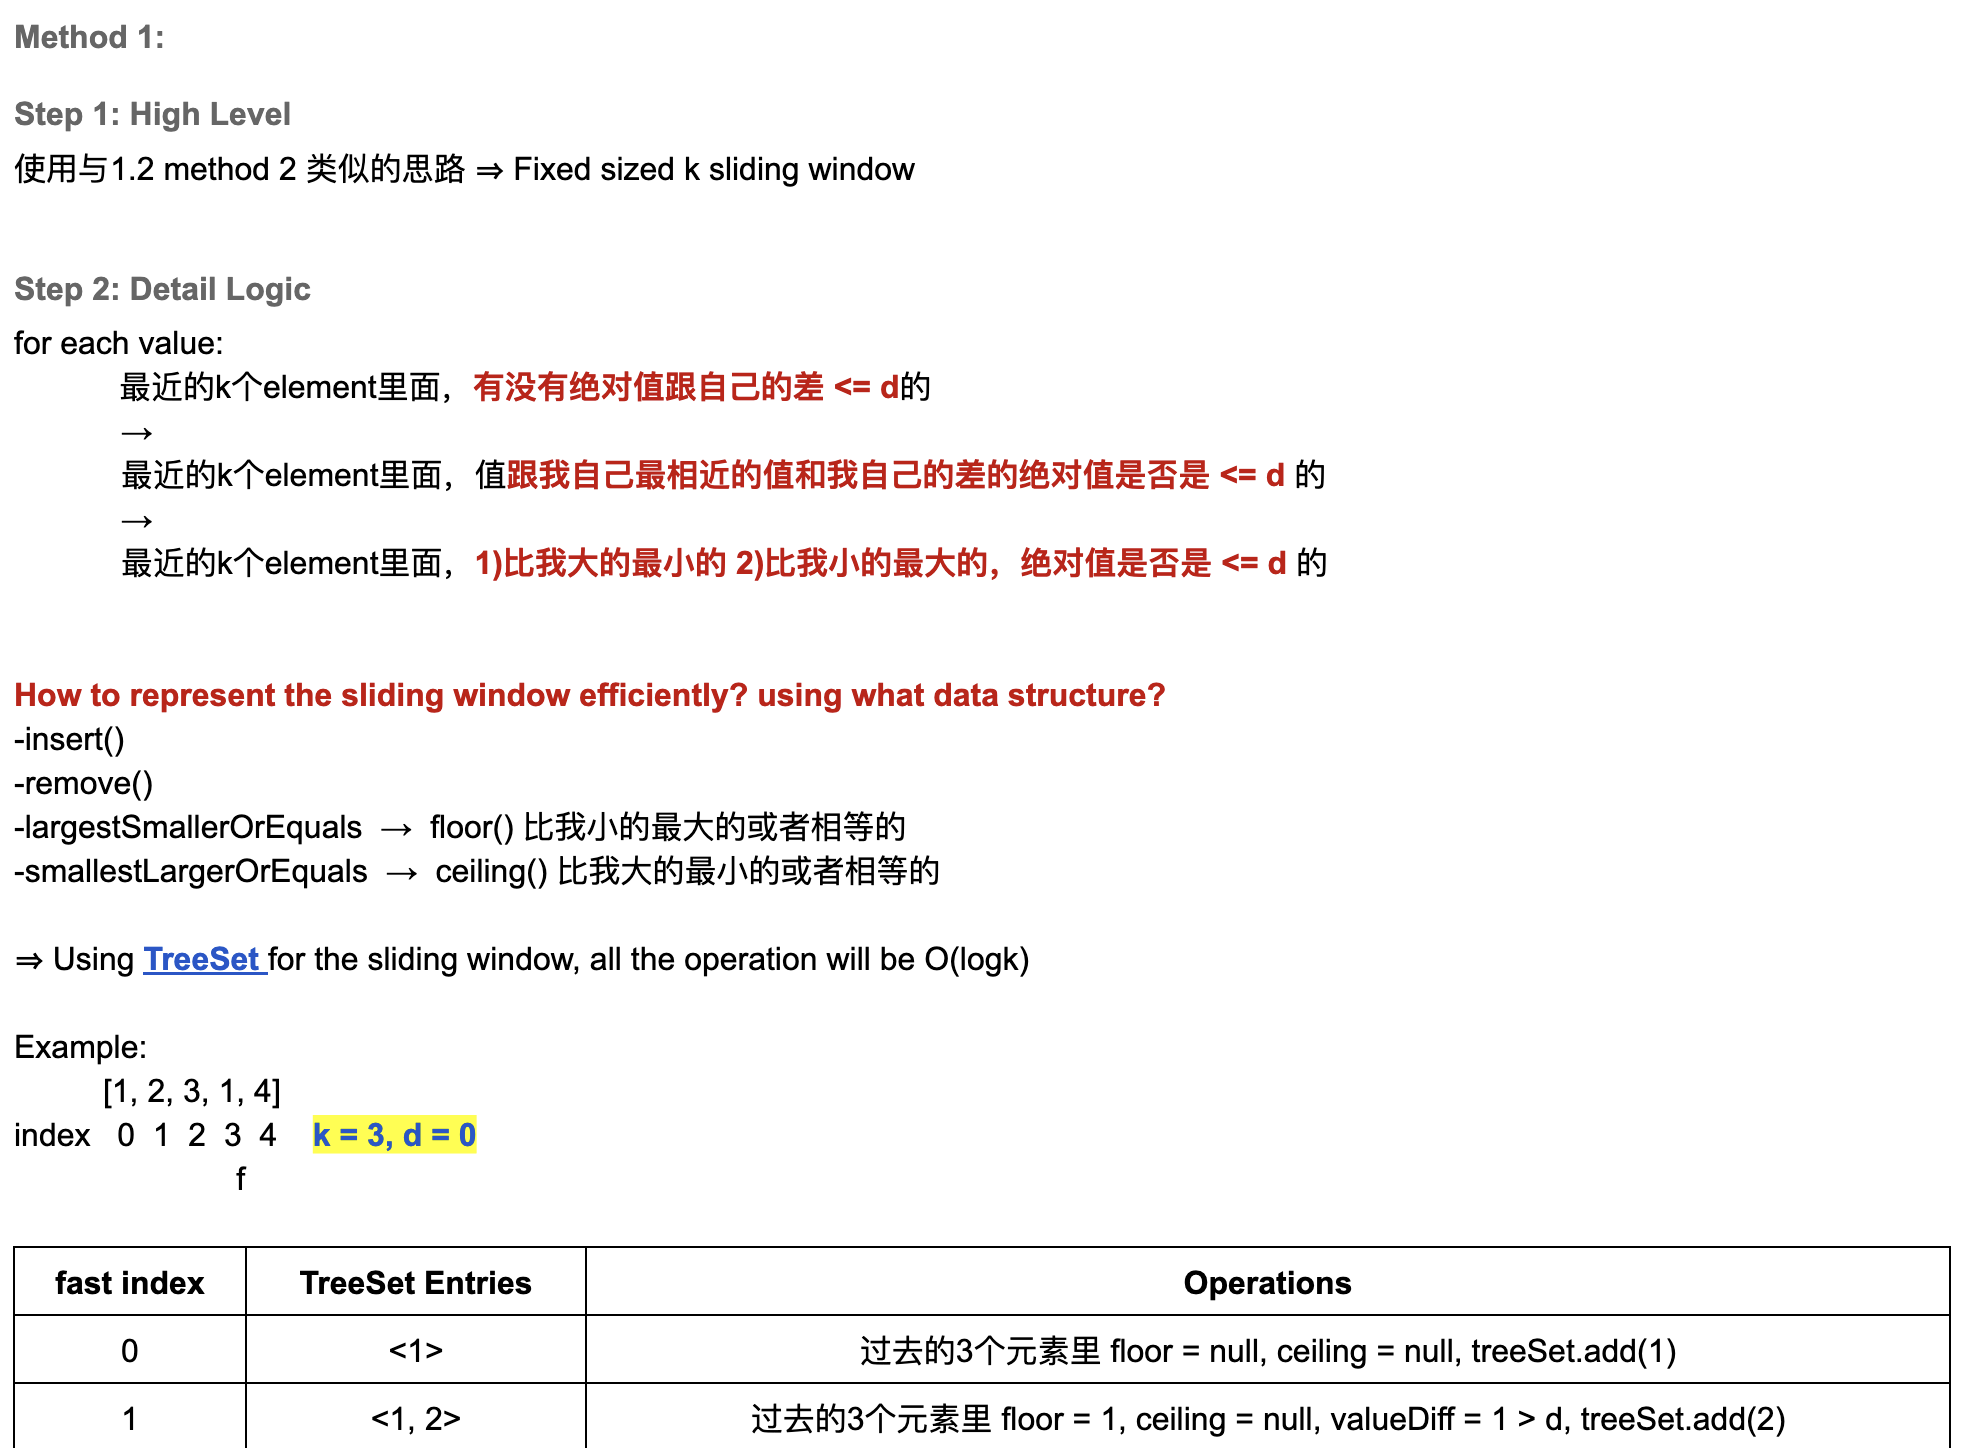 Method 1:
Step 1: High Level
使用与1.2 method 2 类似的思路 ⇒ Fixed sized k sliding window
Step 2: Detail Logic
for each value:
最近的k个element里面，有没有绝对值跟自己的差 <= d的
→
最近的k个element里面，值跟我自己最相近的值和我自己的差的绝对值是否是 <= d 的
→
最近的k个element里面，1)比我大的最小的 2)比我小的最大的，绝对值是否是 <= d 的
How to represent the sliding window efficiently? using what data structure?
-insert()
-remove()
-largestSmallerOrEquals → floor() 比我小的最大的或者相等的
-smallestLargerOrEquals → ceiling() 比我大的最小的或者相等的
⇒ Using TreeSet for the sliding window, all the operation will be O(logk)
Example:
[1, 2, 3, 1, 4]
index 0 1 2 3 4 k = 3, d = 0
f
fast index TreeSet Entries Operations
0 <1> 过去的3个元素里 floor = null, ceiling = null, treeSet.add(1)
1 <1, 2> 过去的3个元素里 floor = 1, ceiling = null, valueDiff = 1 > d, treeSet.add(2)